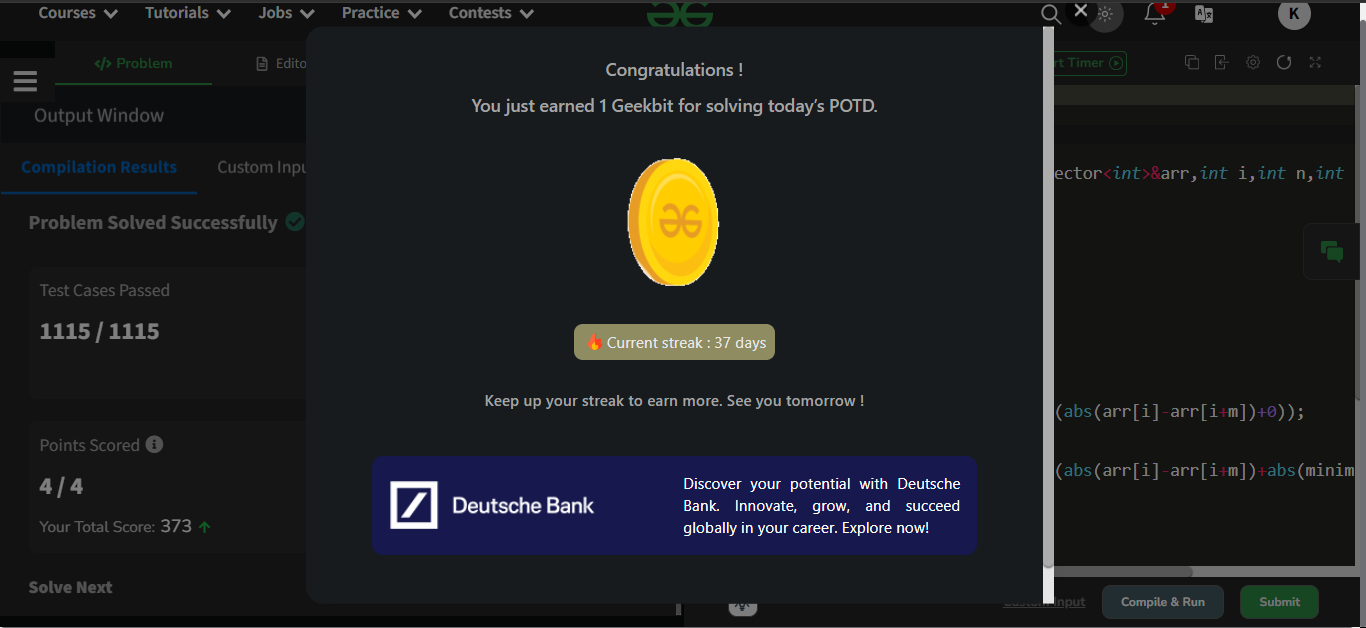 Courses Tutorials Jobs Practice Contests
1
K
</> Problem
Edito
rt Timer
Output Window
Compilation Results
Custom Inpu
Problem Solved Successfully
Test Cases Passed
1115 / 1115
Points Scored
4 / 4
Your Total Score: 373
Solve Next
Congratulations !
You just earned 1 Geekbit for solving today’s POTD.
Current streak : 37 days
Keep up your streak to earn more. See you tomorrow !
Deutsche Bank
Discover your potential with Deutsche
Bank. Innovate, grow, and succeed
globally in your career. Explore now!
ector<int>&arr,int i,int n,int
(abs(arr[i]-arr[i+m])+0));
(abs(arr[i]-arr[i+m])+abs(minim
Custom Input
Compile & Run
Submit